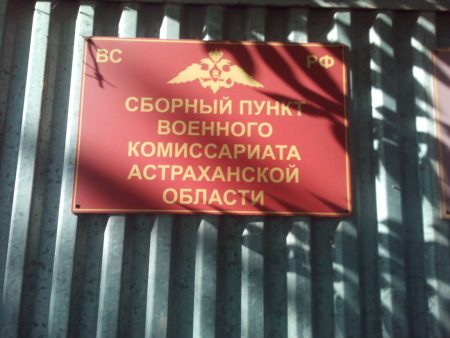 ВС РФ
СБОРНЫЙ ПУНКТ
ВОЕННОГО
КОМИССАРИАТА
АСТРАХАНСКОЙ
ОБЛАСТИ